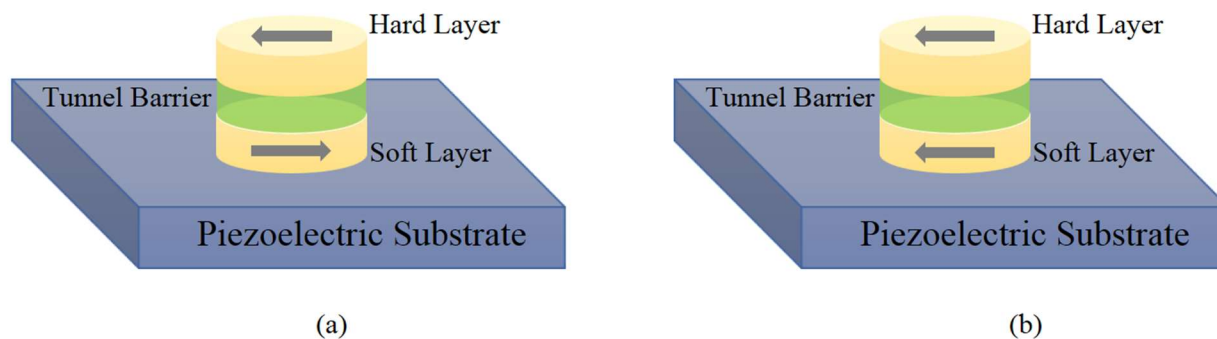 Hard Layer
Tunnel Barrier
Soft Layer
Piezoelectric Substrate
(a)
Hard Layer
Tunnel Barrier
Soft Layer
Piezoelectric Substrate
(b)